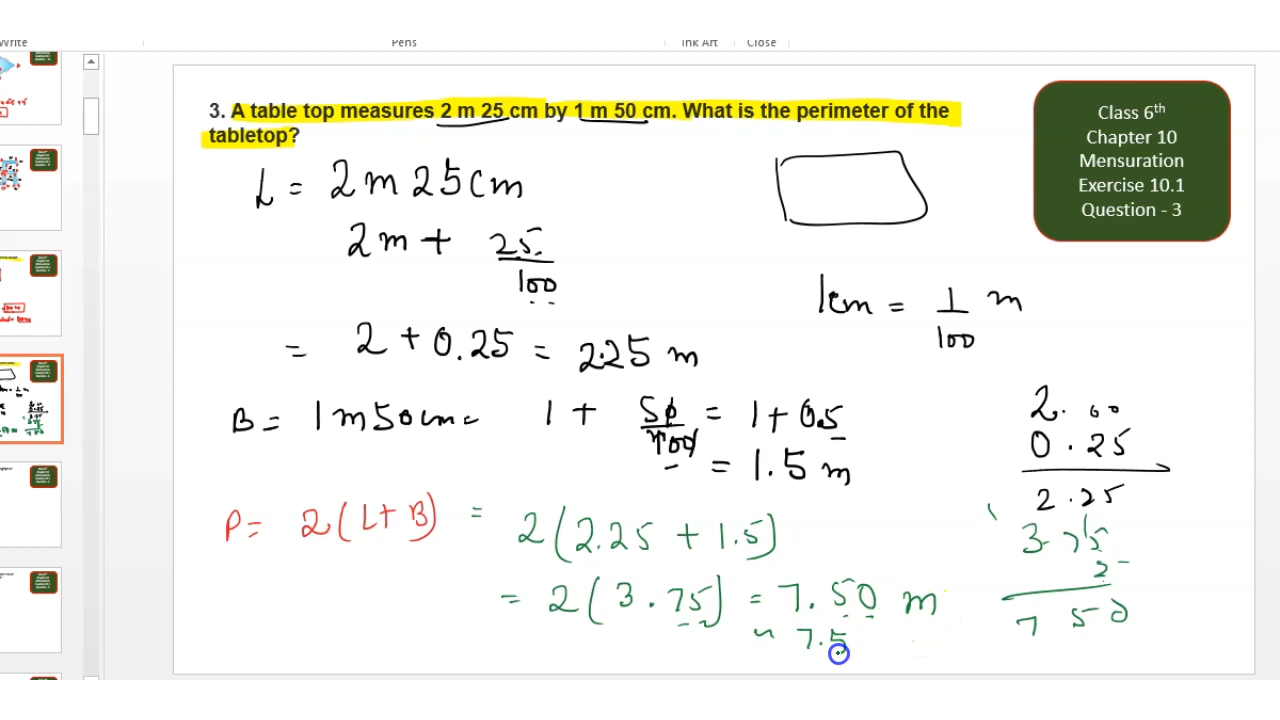 Write
Pens
Ink Art
Close
3. A table top measures 2 m 25 cm by 1 m 50 cm. What is the perimeter of the
tabletop?
Class 6th
Chapter 10
Mensuration
Exercise 10.1
Question - 3
L = 2m 25cm
2m + 25/100
1cm = 1/100 m
= 2 + 0.25 = 2.25 m
B = 1m50cm = 1 + 50/100 = 1 + 0.5
= 1.5 m
2.00
0.25
2.25
P = 2(L+B) = 2(2.25 + 1.5)
= 2(3.75) = 7.50 m
= 7.5
3.75
2
7 50